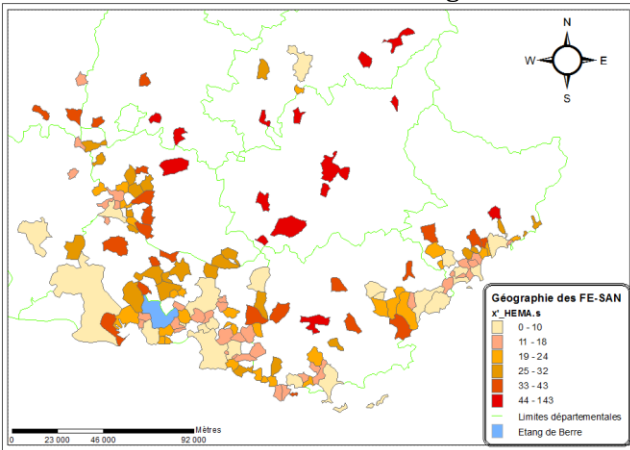 N
W E
S
Géographie des FE-SAN
x'_HEMA.s
0 - 10
11 - 18
19 - 24
25 - 32
33 - 43
44 - 143
Limites départementales
Etang de Berre
Mètres
0 23 000 46 000 92 000